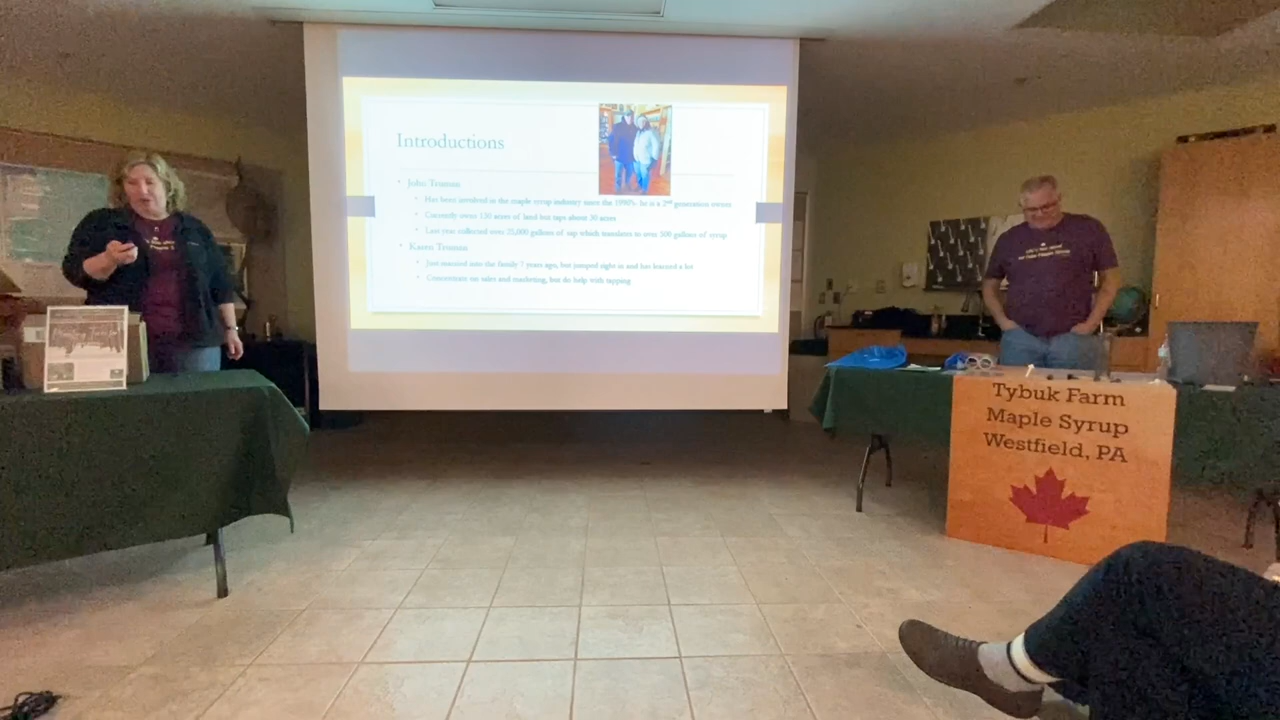 Introductions
• John Truman
• Has been involved in the maple syrup industry since the 1990's- he is a 2nd generation owner
• Currently owns 130 acres of land but taps about 30 acres
• Last year collected over 25,000 gallons of sap which translates to over 500 gallons of syrup
• Karen Truman
• Just married into the family 7 years ago, but jumped right in and has learned a lot
• Concentrate on sales and marketing, but do help with tapping
Tybuk Farm
Maple Syrup
Westfield, PA